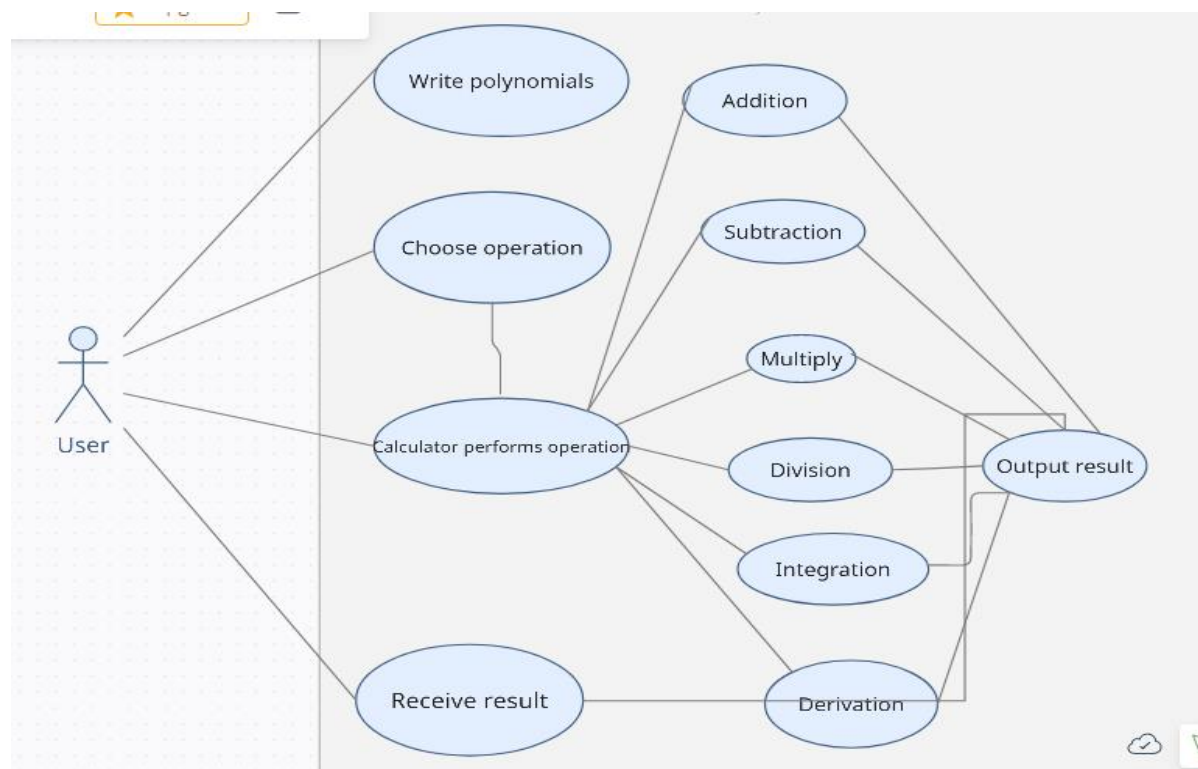 Write polynomials
Addition
Subtraction
Choose operation
Multiply
User
Calculator performs operation
Division
Output result
Integration
Receive result
Derivation